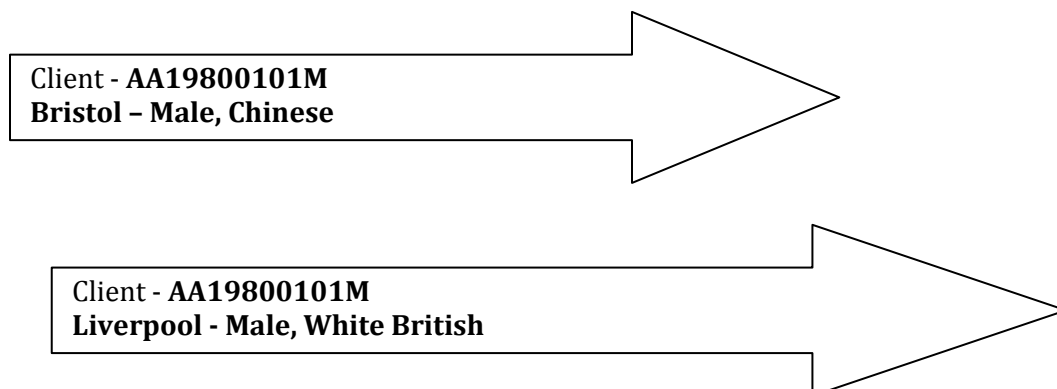 Client - AA19800101M
Bristol – Male, Chinese
Client - AA19800101M
Liverpool - Male, White British